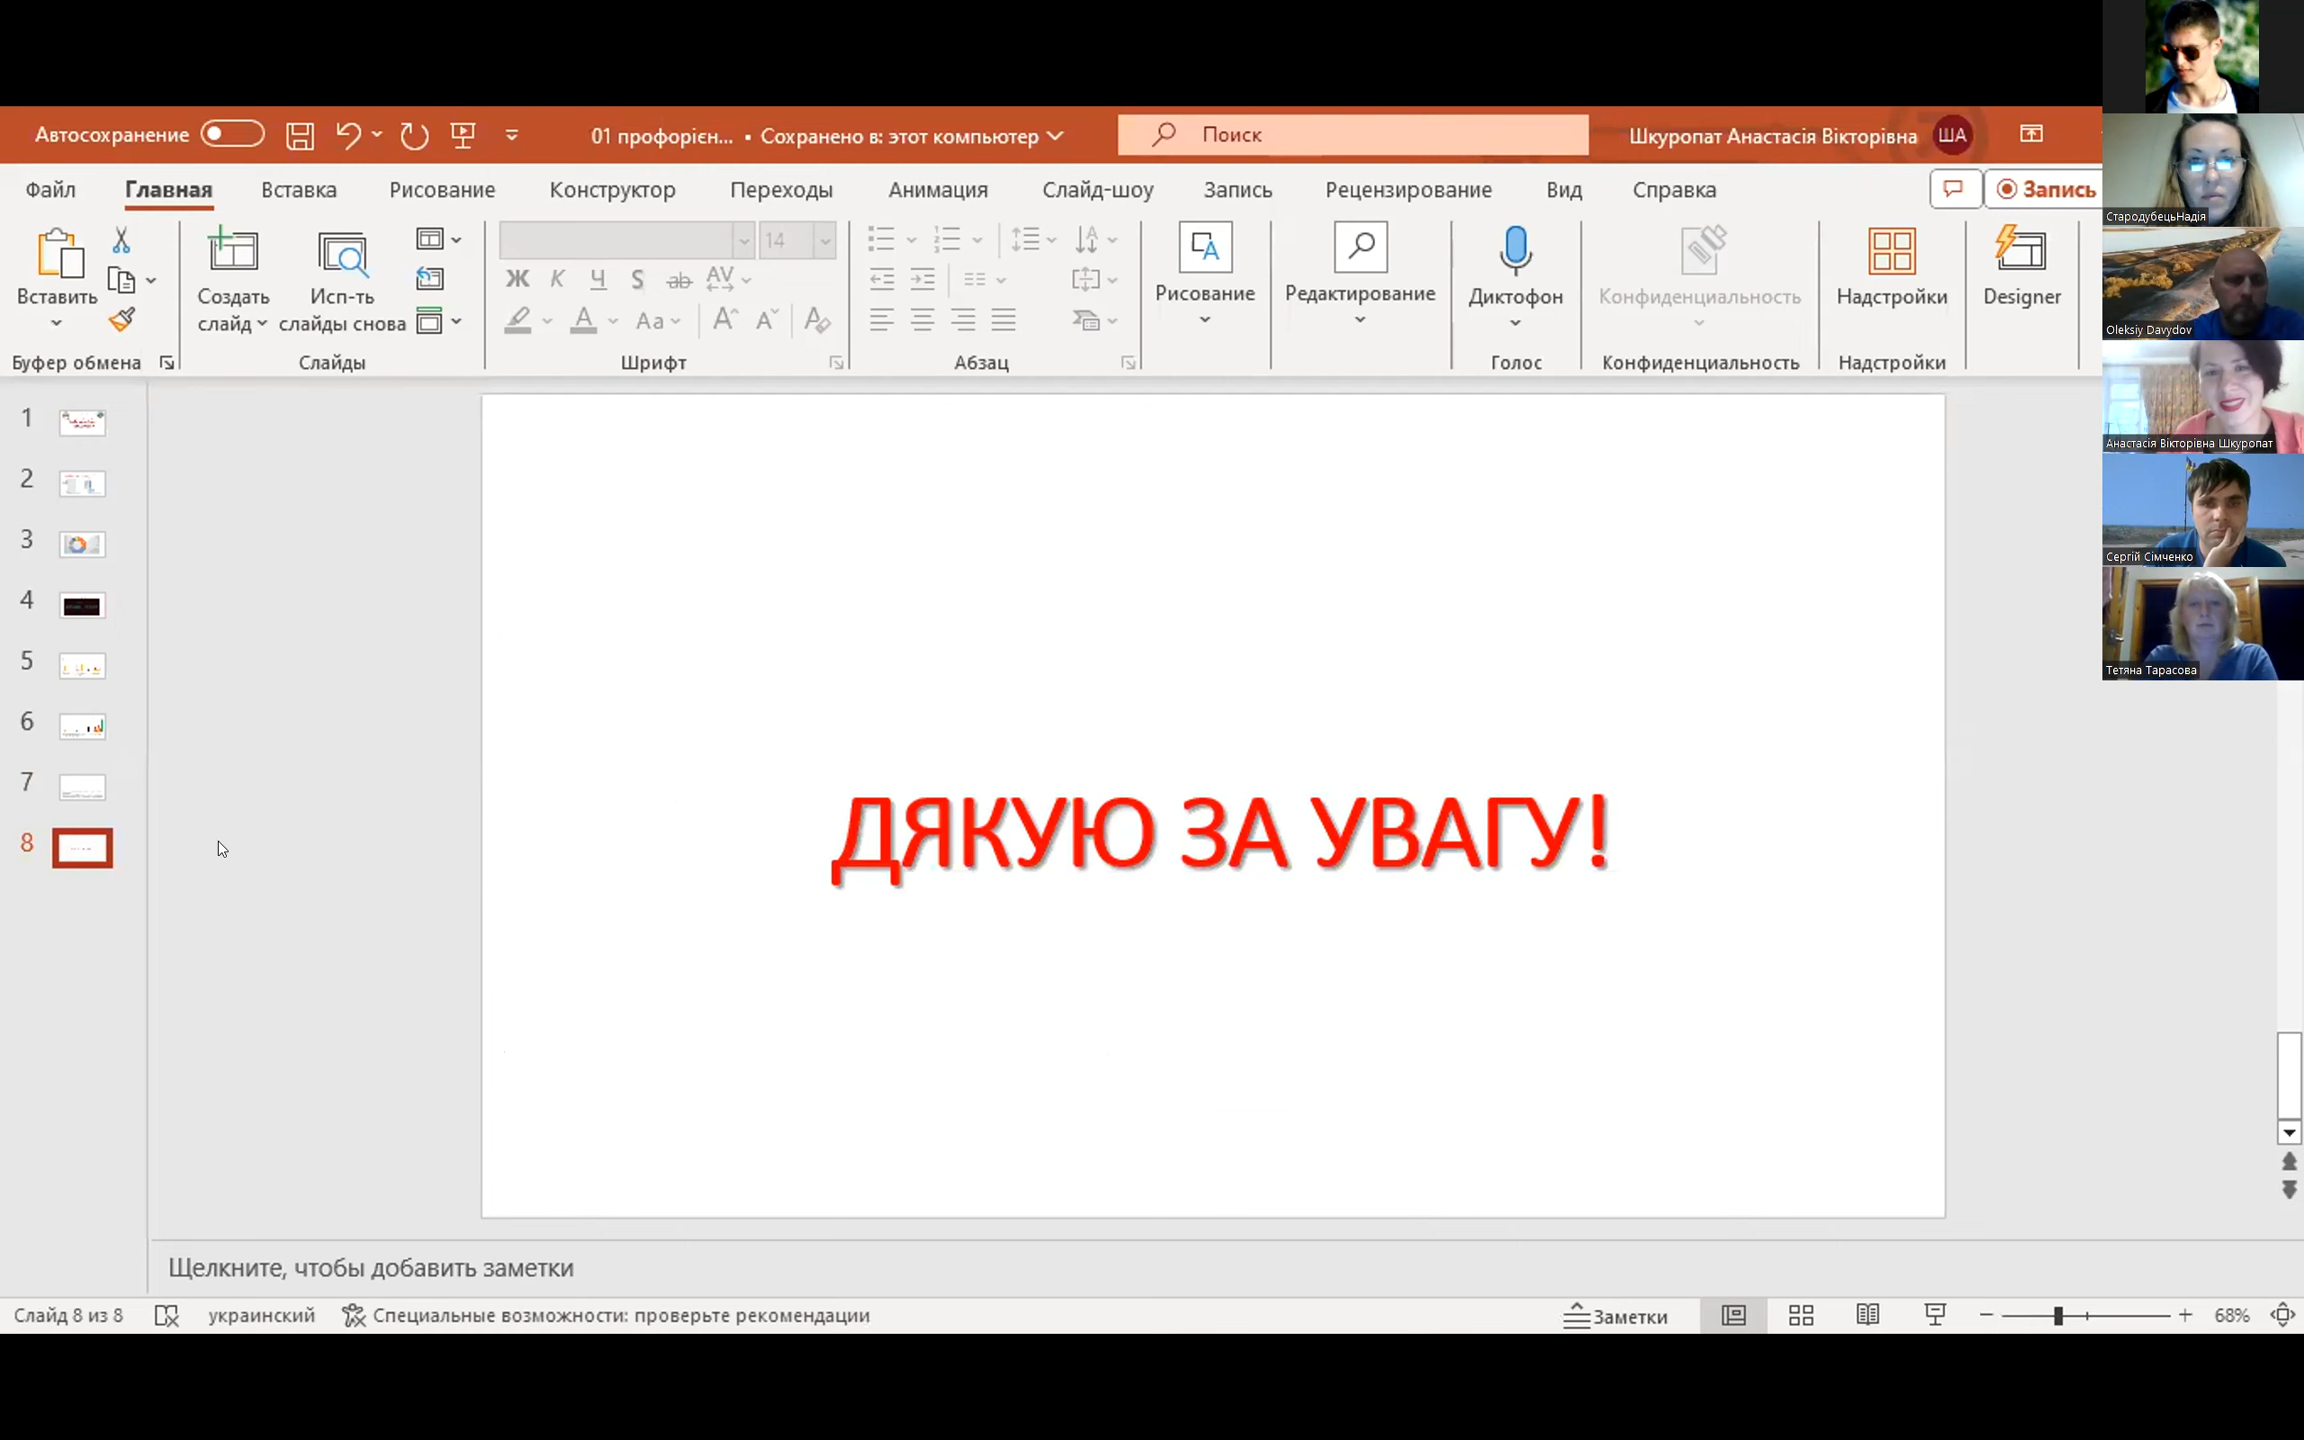 Автосохранение
01 профорієн... • Сохранено в: этот компьютер
Поиск
Шкуропат Анастасія Вікторівна
ША
Файл Главная Вставка Рисование Конструктор Переходы Анимация Слайд-шоу Запись Рецензирование Вид Справка
Запись
Вставить
Создать слайд
Исп-ть слайды снова
14
Ж К Ч S ab AV
A Aa A A A
Рисование
Редактирование
Диктофон
Конфиденциальность
Надстройки
Designer
Буфер обмена
Слайды
Шрифт
Абзац
Голос
Конфиденциальность
Надстройки
СтародубецьНадія
Oleksiy Davydov
Анастасія Вікторівна Шкуропат
Сергій Сімченко
Тетяна Тарасова
1
2
3
4
5
6
7
8
ДЯКУЮ ЗА УВАГУ!
Щелкните, чтобы добавить заметки
Слайд 8 из 8
украинский
Специальные возможности: проверьте рекомендации
Заметки
68%